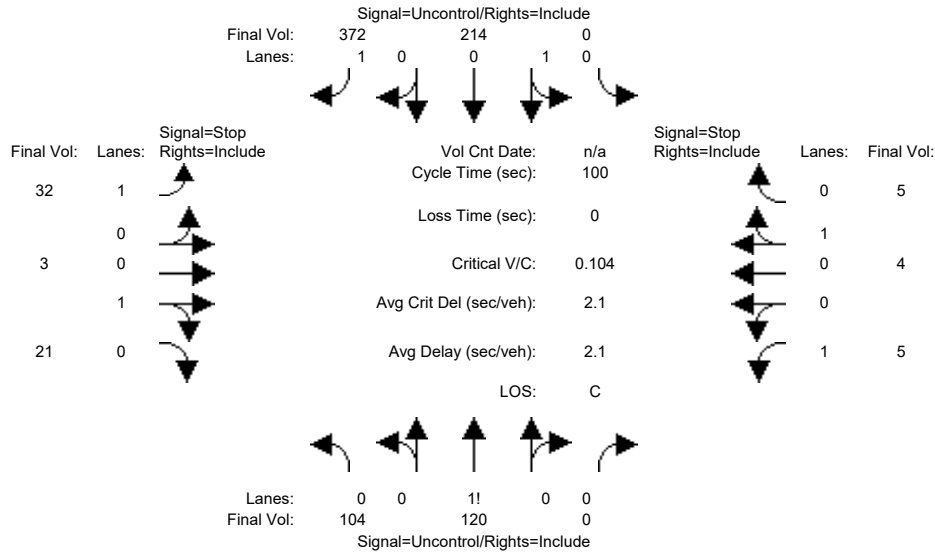 Signal=Uncontrol/Rights=Include
Final Vol: 372 214 0
Lanes: 1 0 0 1 0
Signal=Stop
Final Vol: Lanes: Rights=Include
Vol Cnt Date: n/a
Signal=Stop
Rights=Include Lanes: Final Vol:
Cycle Time (sec): 100
32 1
0 5
Loss Time (sec): 0
0
1
3 0
Critical V/C: 0.104
0 4
1
Avg Crit Del (sec/veh): 2.1
0
21 0
Avg Delay (sec/veh): 2.1
1 5
LOS: C
Lanes: 0 0 1! 0 0
Final Vol: 104 120 0
Signal=Uncontrol/Rights=Include